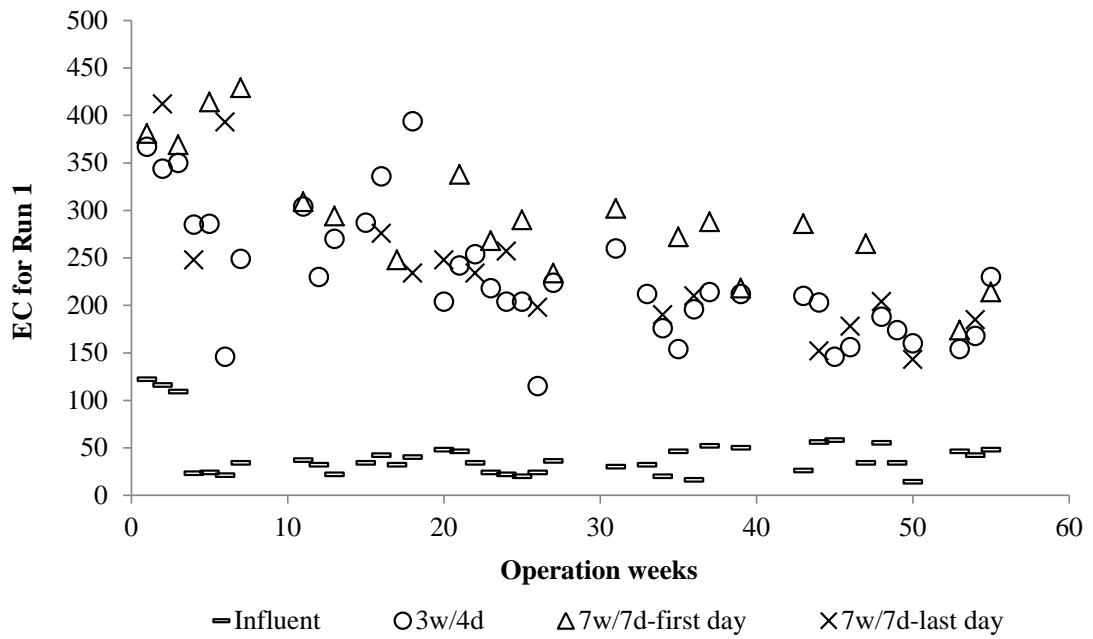 500
450
400
350
300
250
200
150
100
50
0
EC for Run 1
0 10 20 30 40 50 60
Operation weeks
Influent 3w/4d 7w/7d-first day 7w/7d-last day